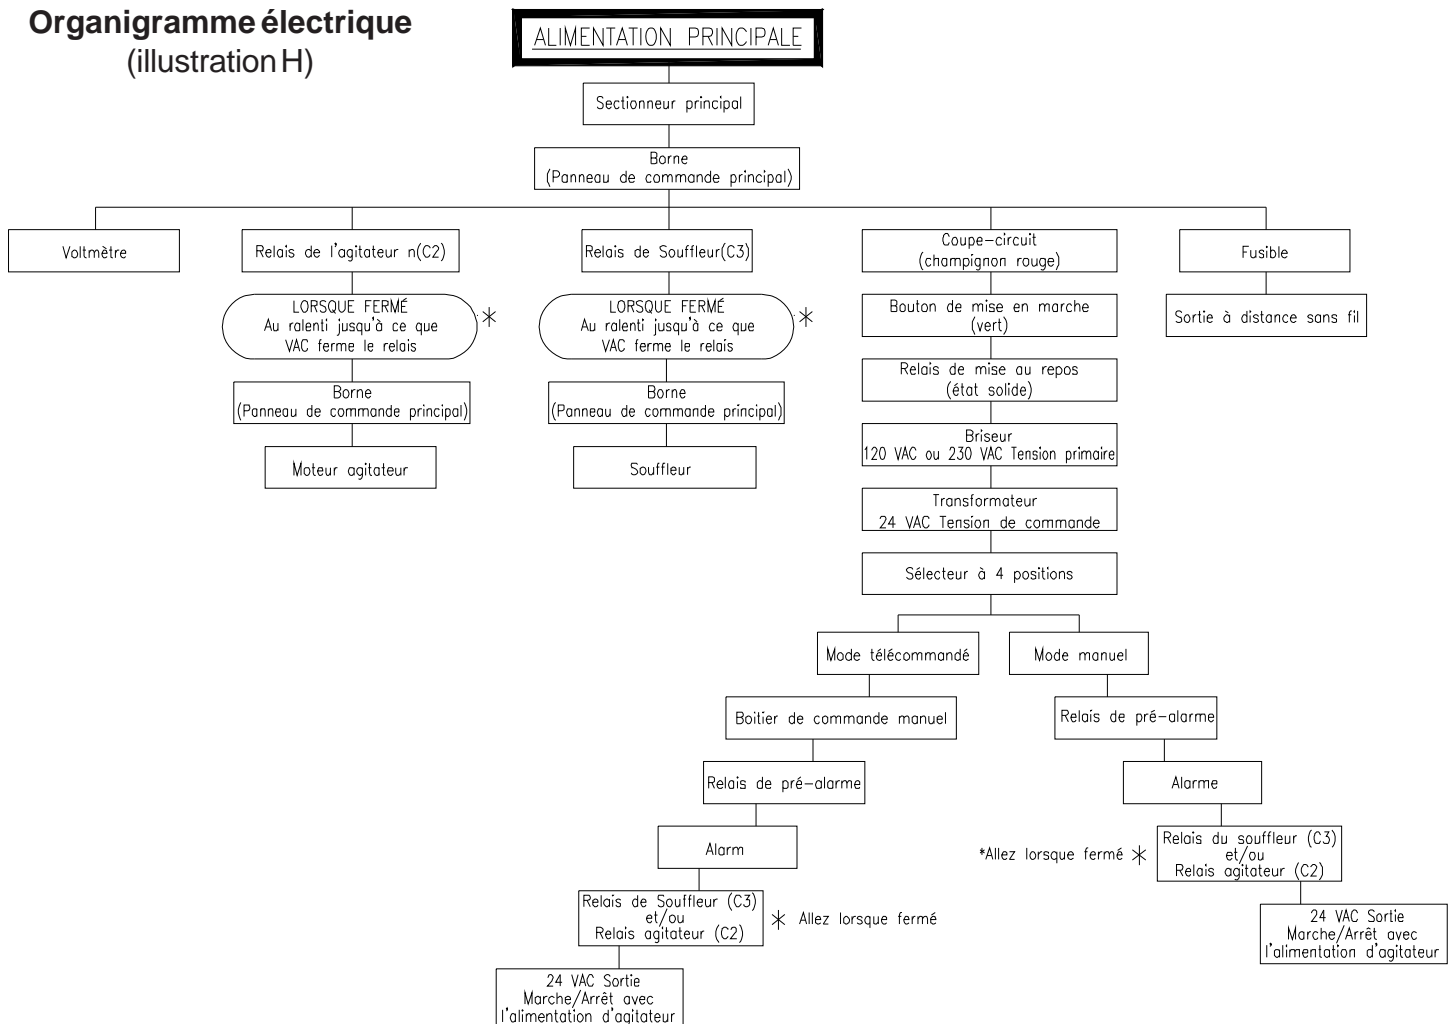 Organigramme électrique
(illustration H)
ALIMENTATION PRINCIPALE
Sectionneur principal
Borne
(Panneau de commande principal)
Voltmètre
Relais de l'agitateur n(C2)
Relais de Souffleur(C3)
Coupe-circuit
(champignon rouge)
Fusible
LORSQUE FERMÉ
Au ralenti jusqu'à ce que
VAC ferme le relais
*
LORSQUE FERMÉ
Au ralenti jusqu'à ce que
VAC ferme le relais
*
Bouton de mise en marche
(vert)
Sortie à distance sans fil
Relais de mise au repos
(état solide)
Borne
(Panneau de commande principal)
Borne
(Panneau de commande principal)
Briseur
120 VAC ou 230 VAC Tension primaire
Moteur agitateur
Souffleur
Transformateur
24 VAC Tension de commande
Sélecteur à 4 positions
Mode télécommandé
Mode manuel
Boitier de commande manuel
Relais de pré-alarme
Relais de pré-alarme
Alarme
Alarm
*Allez lorsque fermé *
Relais du souffleur (C3)
et/ou
Relais agitateur (C2)
Relais de Souffleur (C3)
et/ou
Relais agitateur (C2)
* Allez lorsque fermé
24 VAC Sortie
Marche/Arrêt avec
l'alimentation d'agitateur
24 VAC Sortie
Marche/Arrêt avec
l'alimentation d'agitateur